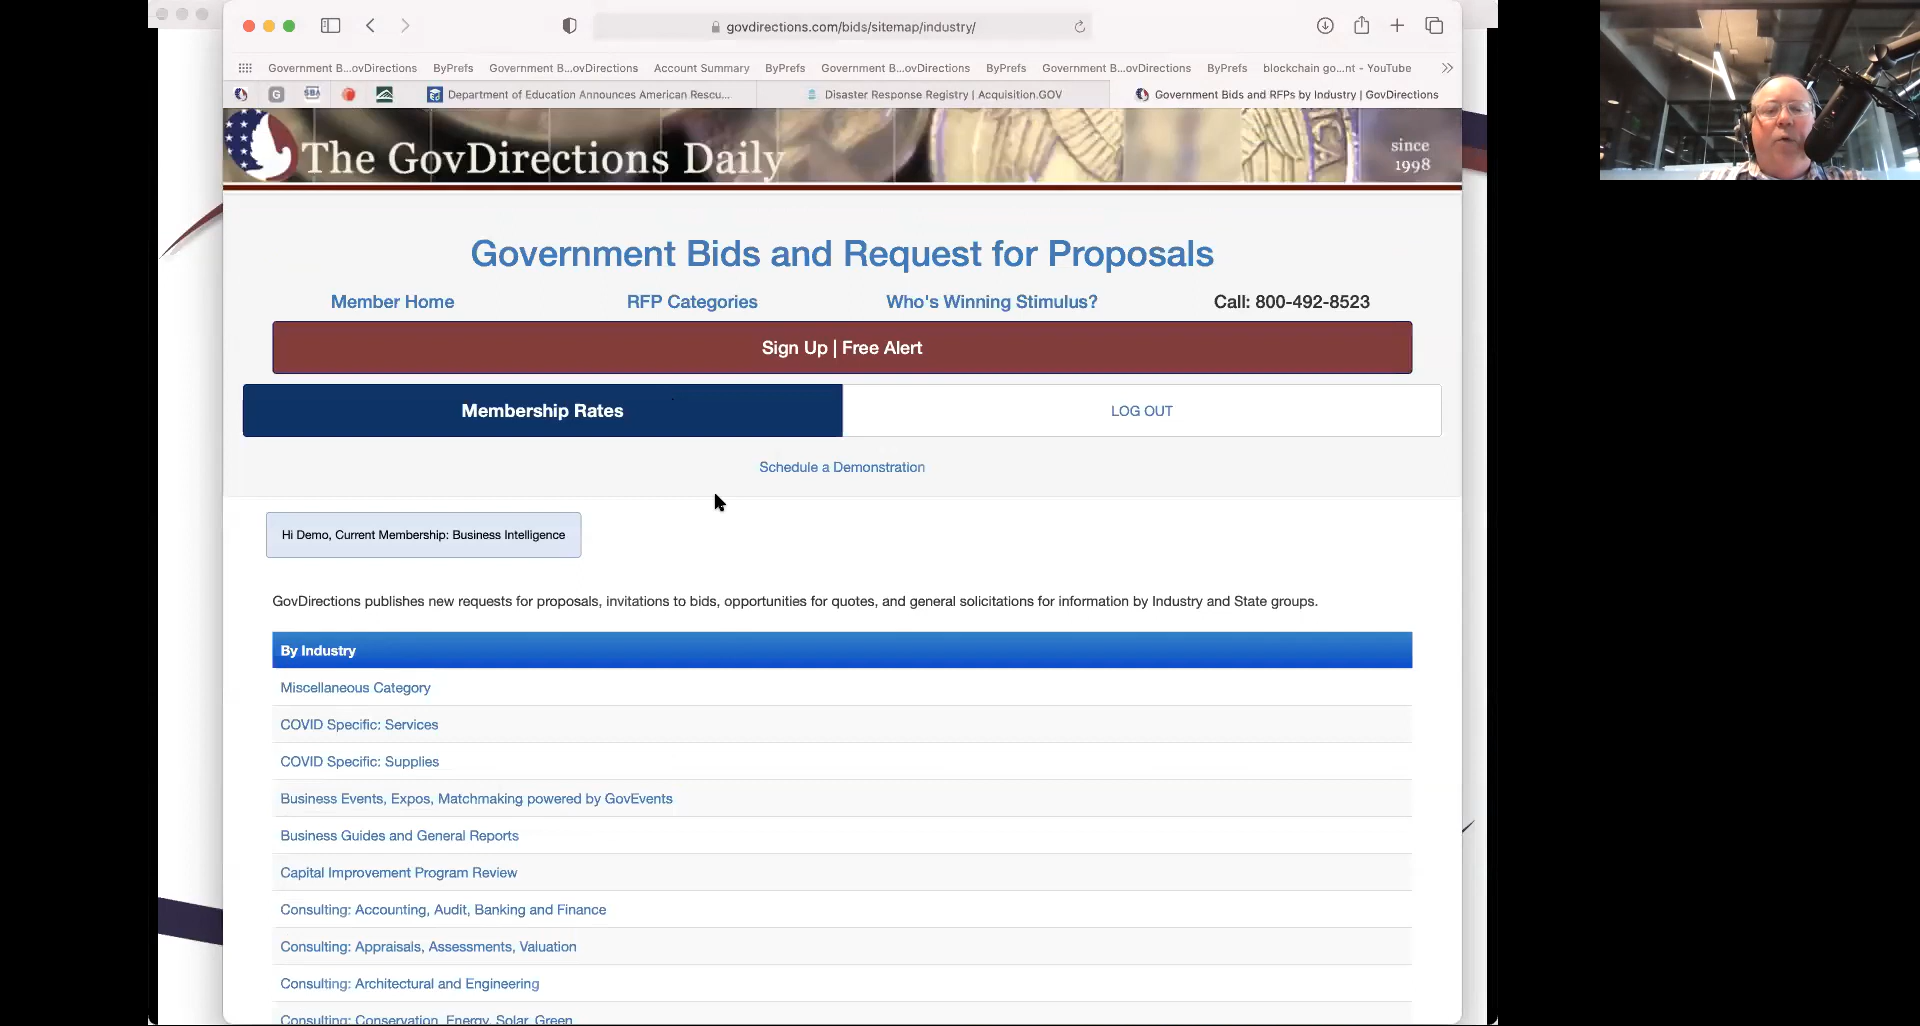 govdirections.com/bids/sitemap/industry/
Government B...ovDirections ByPrefs Government B...ovDirections Account Summary ByPrefs Government B...ovDirections ByPrefs Government B...ovDirections ByPrefs blockchain go...nt - YouTube
G SBA Department of Education Announces American Rescu... Disaster Response Registry | Acquisition.GOV Government Bids and RFPs by Industry | GovDirections
The GovDirections Daily
since
1998
Government Bids and Request for Proposals
Member Home RFP Categories Who's Winning Stimulus? Call: 800-492-8523
Sign Up | Free Alert
Membership Rates LOG OUT
Schedule a Demonstration
Hi Demo, Current Membership: Business Intelligence
GovDirections publishes new requests for proposals, invitations to bids, opportunities for quotes, and general solicitations for information by Industry and State groups.
By Industry
Miscellaneous Category
COVID Specific: Services
COVID Specific: Supplies
Business Events, Expos, Matchmaking powered by GovEvents
Business Guides and General Reports
Capital Improvement Program Review
Consulting: Accounting, Audit, Banking and Finance
Consulting: Appraisals, Assessments, Valuation
Consulting: Architectural and Engineering
Consulting: Conservation, Energy, Solar, Green